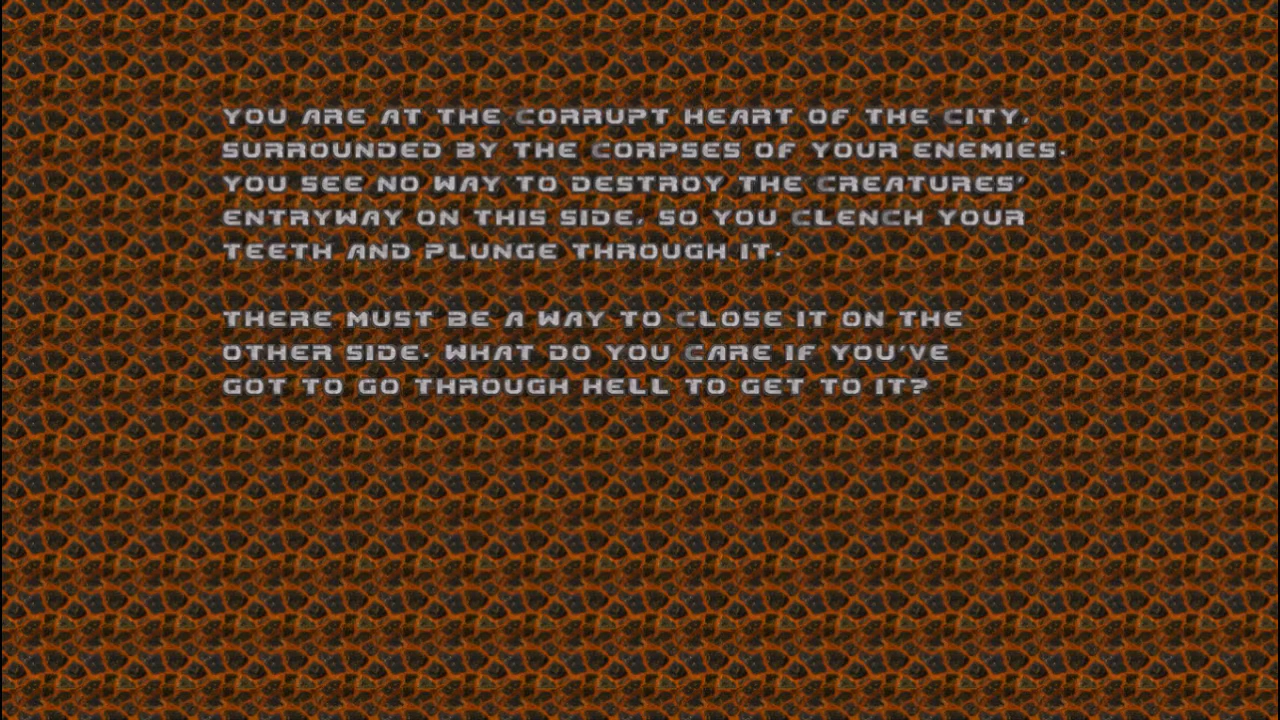 YOU ARE AT THE CORRUPT HEART OF THE CITY,
SURROUNDED BY THE CORPSES OF YOUR ENEMIES.
YOU SEE NO WAY TO DESTROY THE CREATURES'
ENTRYWAY ON THIS SIDE, SO YOU CLENCH YOUR
TEETH AND PLUNGE THROUGH IT.
THERE MUST BE A WAY TO CLOSE IT ON THE
OTHER SIDE. WHAT DO YOU CARE IF YOU'VE
GOT TO GO THROUGH HELL TO GET TO IT?